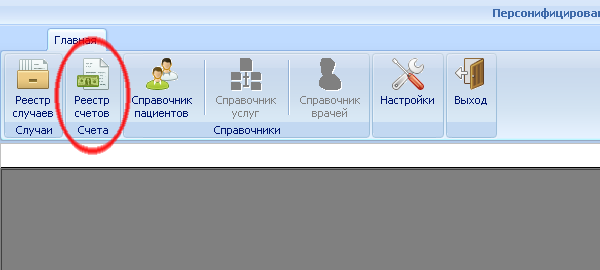 Персонифицирован
Главная
Реестр
случаев
Реестр
счетов
Справочник
пациентов
Справочник
услуг
Справочник
врачей
Настройки
Выход
Случаи
Счета
Справочники